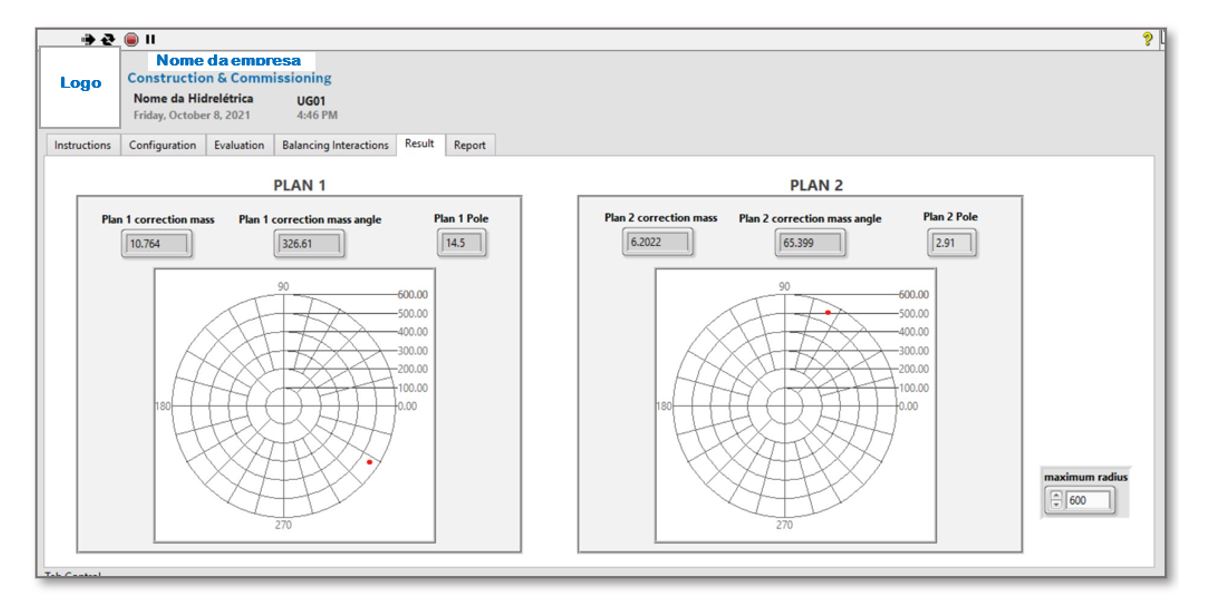 Logo
Nome da empresa
Construction & Commissioning
Nome da Hidrelétrica UG01
Friday, October 8, 2021 4:46 PM
Instructions Configuration Evaluation Balancing Interactions Result Report
PLAN 1
Plan 1 correction mass Plan 1 correction mass angle Plan 1 Pole
10.764 326.61 14.5
90
600.00
500.00
400.00
300.00
200.00
100.00
180 0.00
270
PLAN 2
Plan 2 correction mass Plan 2 correction mass angle Plan 2 Pole
6.2022 65.399 2.91
90
600.00
500.00
400.00
300.00
200.00
100.00
180 0.00
270
maximum radius
600